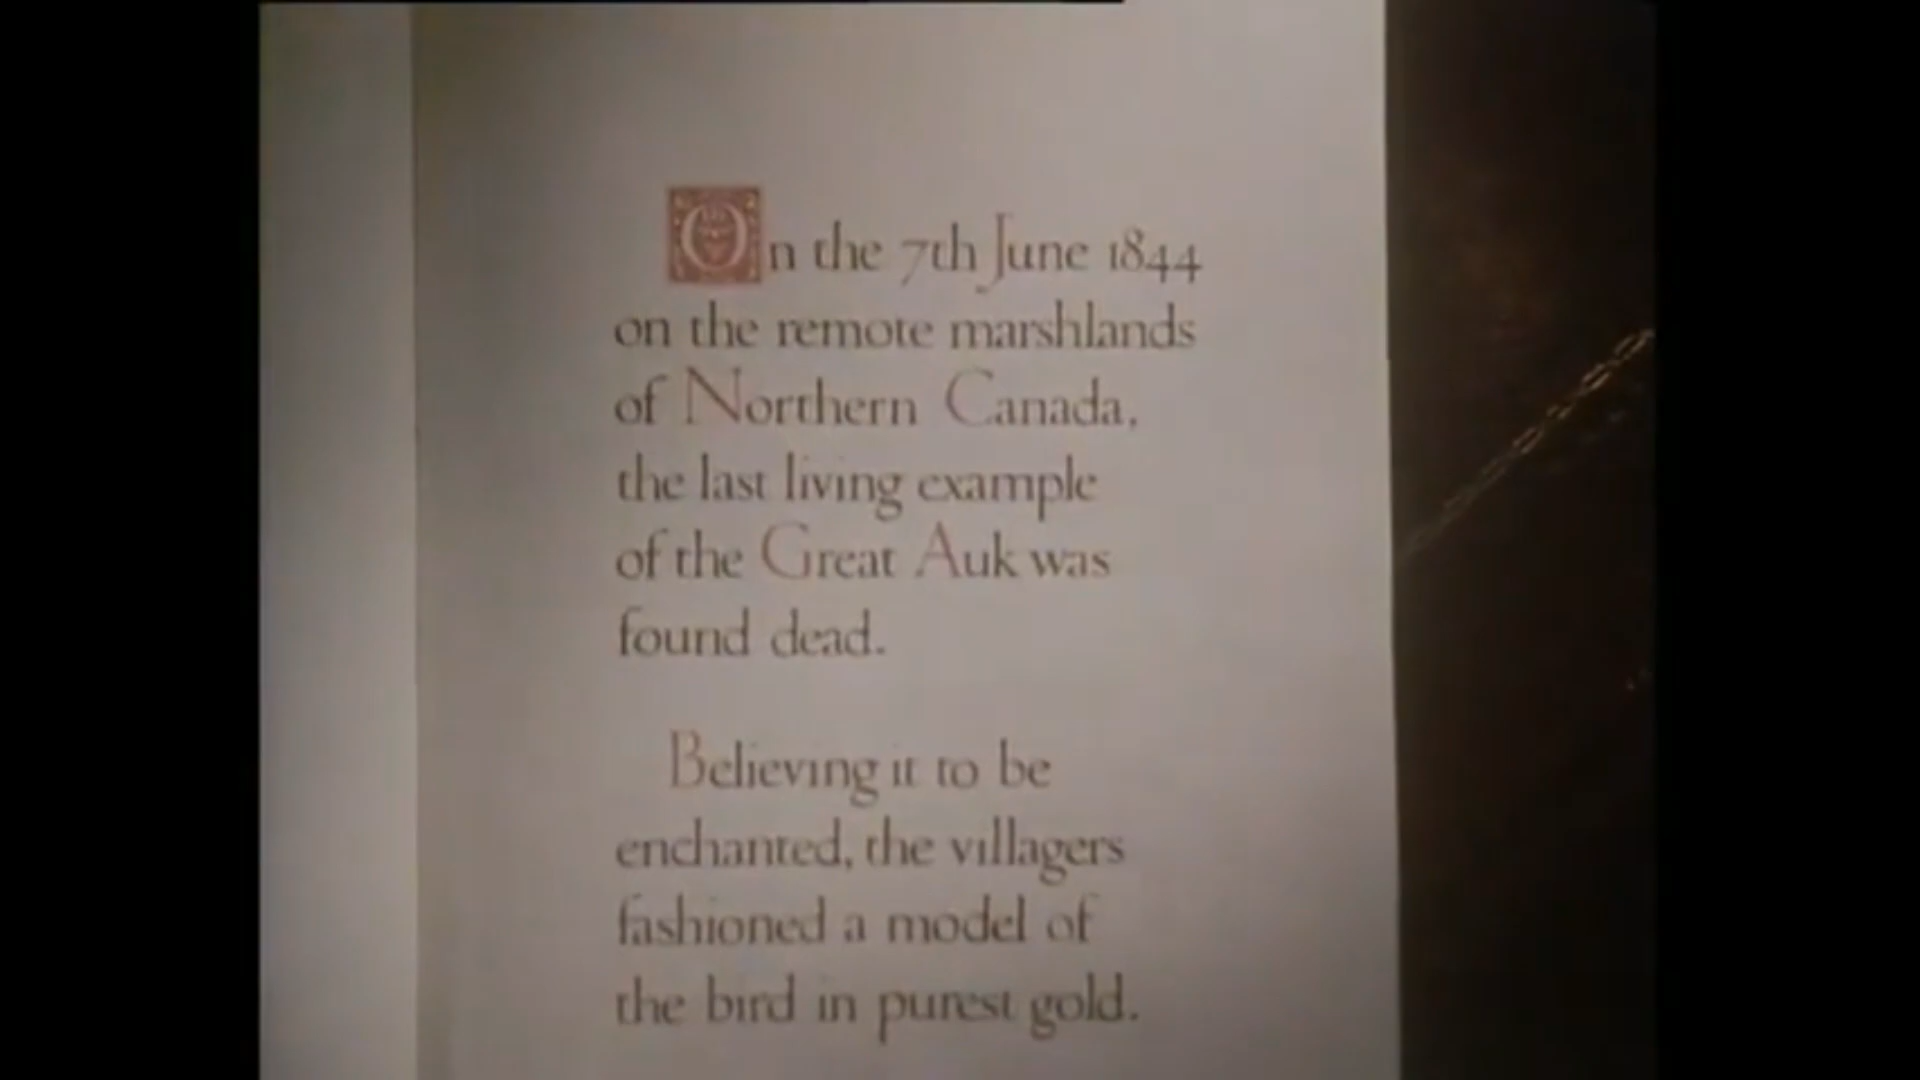 On the 7th June 1844
on the remote marshlands
of Northern Canada,
the last living example
of the Great Auk was
found dead.
Believing it to be
enchanted, the villagers
fashioned a model of
the bird in purest gold.